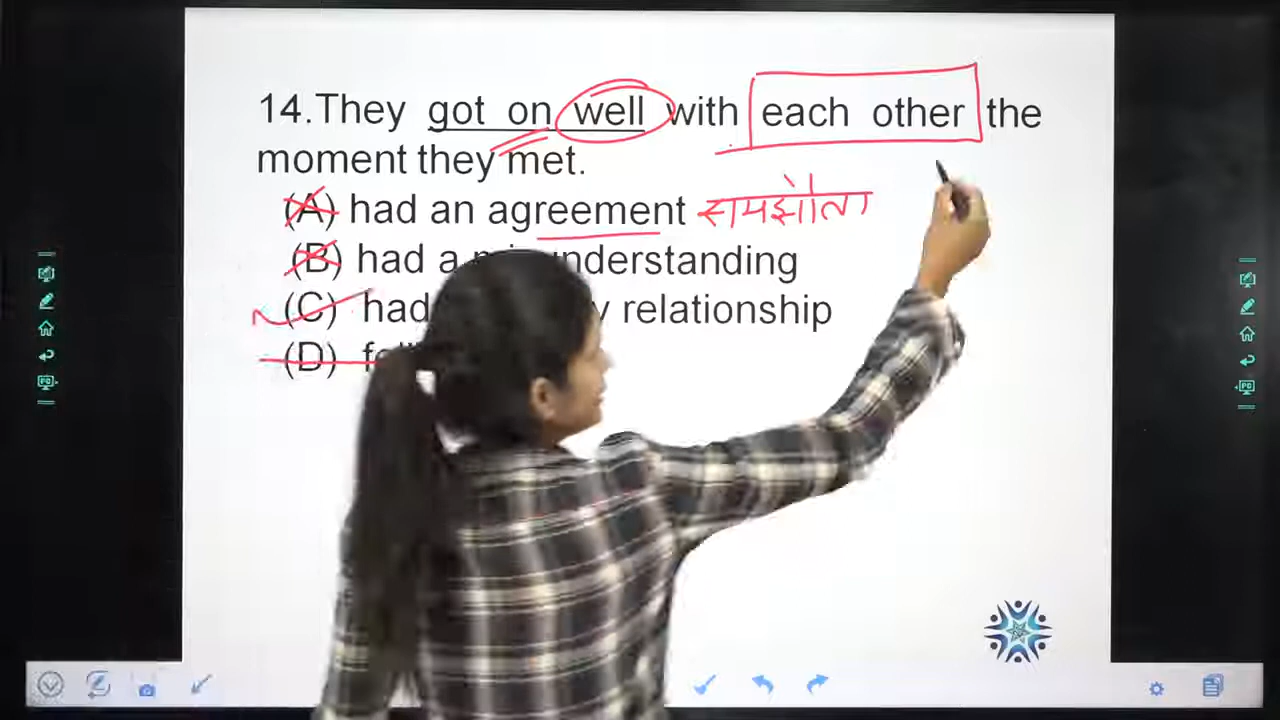 14.They got on well with each other the
moment they met.
(A) had an agreement समझौता
(B) had a misunderstanding
(C) had relationship
(D)